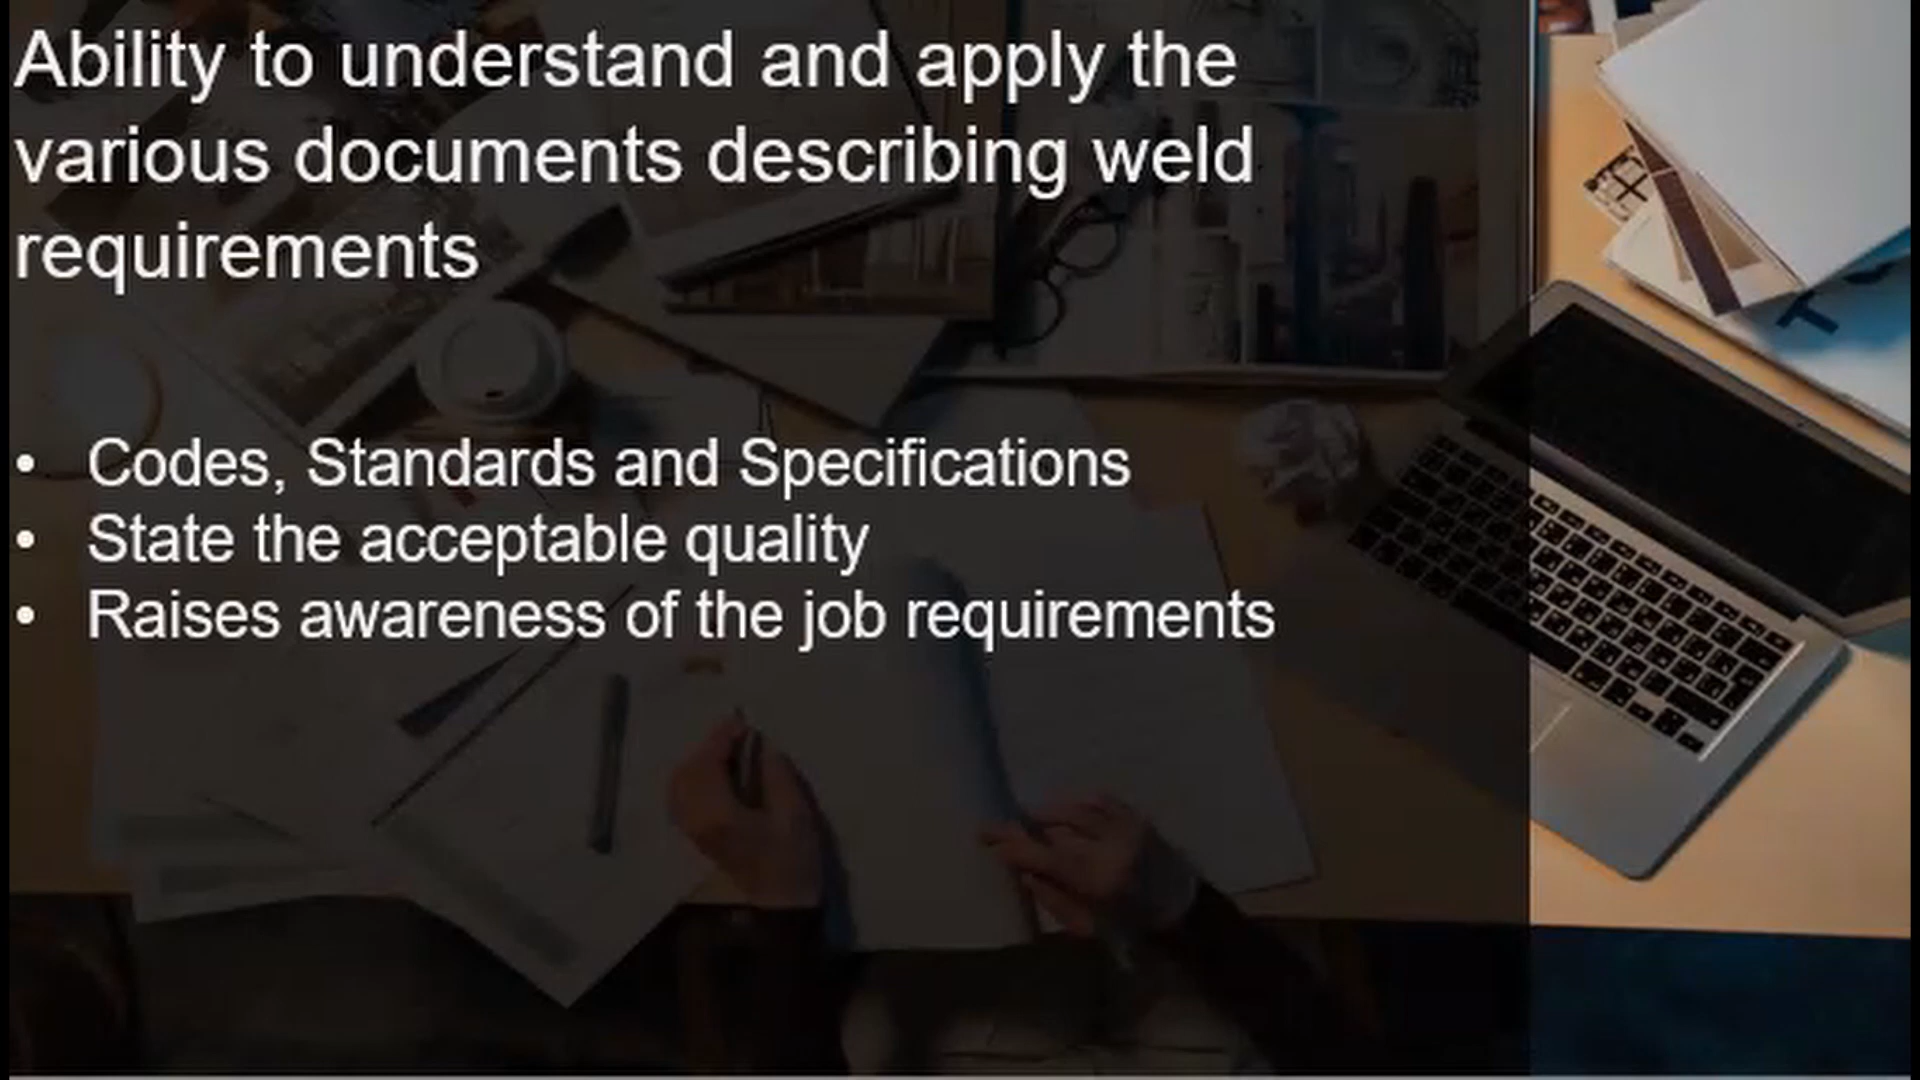 Ability to understand and apply the
various documents describing weld
requirements
• Codes, Standards and Specifications
• State the acceptable quality
• Raises awareness of the job requirements